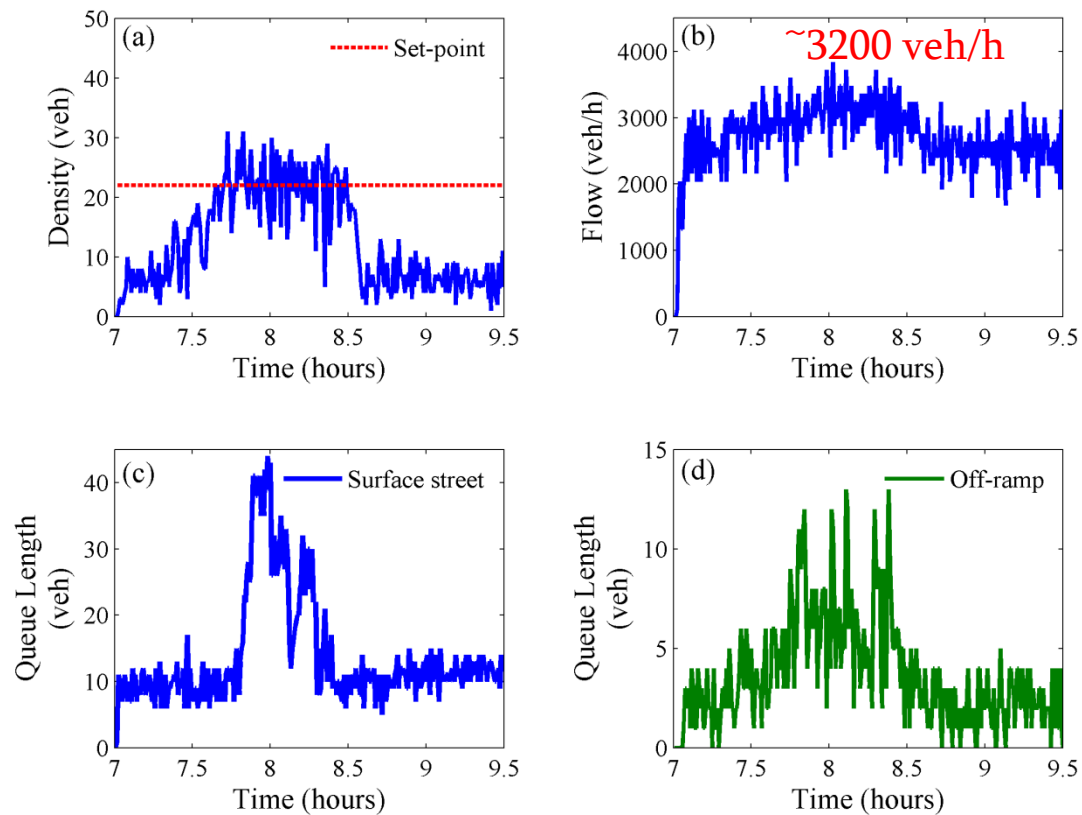 (a)
Set-point
50
40
30
20
10
0
Density (veh)
7
7.5
8
8.5
9
9.5
Time (hours)
(b)
~3200 veh/h
4000
3000
2000
1000
0
Flow (veh/h)
7
7.5
8
8.5
9
9.5
Time (hours)
(c)
Surface street
40
30
20
10
0
Queue Length
(veh)
7
7.5
8
8.5
9
9.5
Time (hours)
(d)
Off-ramp
15
10
5
0
Queue Length
(veh)
7
7.5
8
8.5
9
9.5
Time (hours)